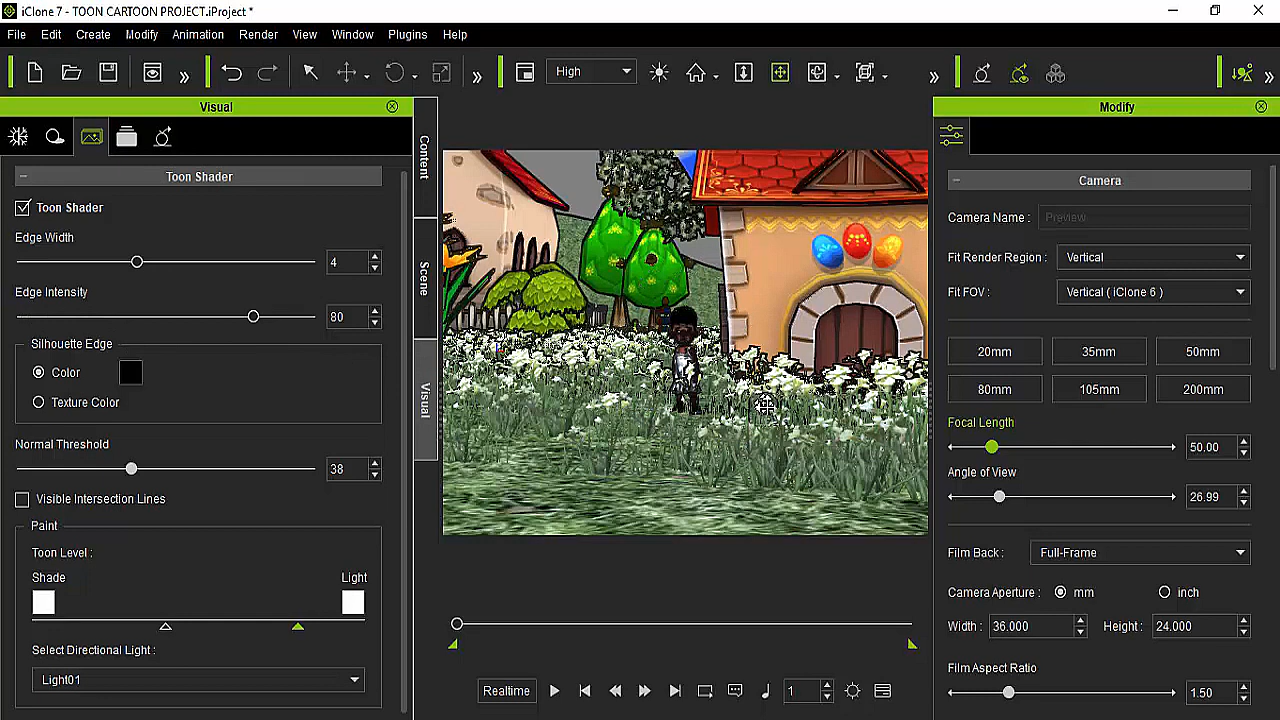 iClone 7 - TOON CARTOON PROJECT.iProject *
File Edit Create Modify Animation Render View Window Plugins Help
High
Visual
Toon Shader
Toon Shader
Edge Width
4
Edge Intensity
80
Silhouette Edge
Color
Texture Color
Normal Threshold
38
Visible Intersection Lines
Paint
Toon Level :
Shade Light
Select Directional Light :
Light01
Content
Scene
Visual
Realtime
1
Modify
Camera
Camera Name : Preview
Fit Render Region : Vertical
Fit FOV : Vertical ( iClone 6 )
20mm 35mm 50mm
80mm 105mm 200mm
Focal Length
50.00
Angle of View
26.99
Film Back : Full-Frame
Camera Aperture : mm inch
Width : 36.000 Height : 24.000
Film Aspect Ratio
1.50